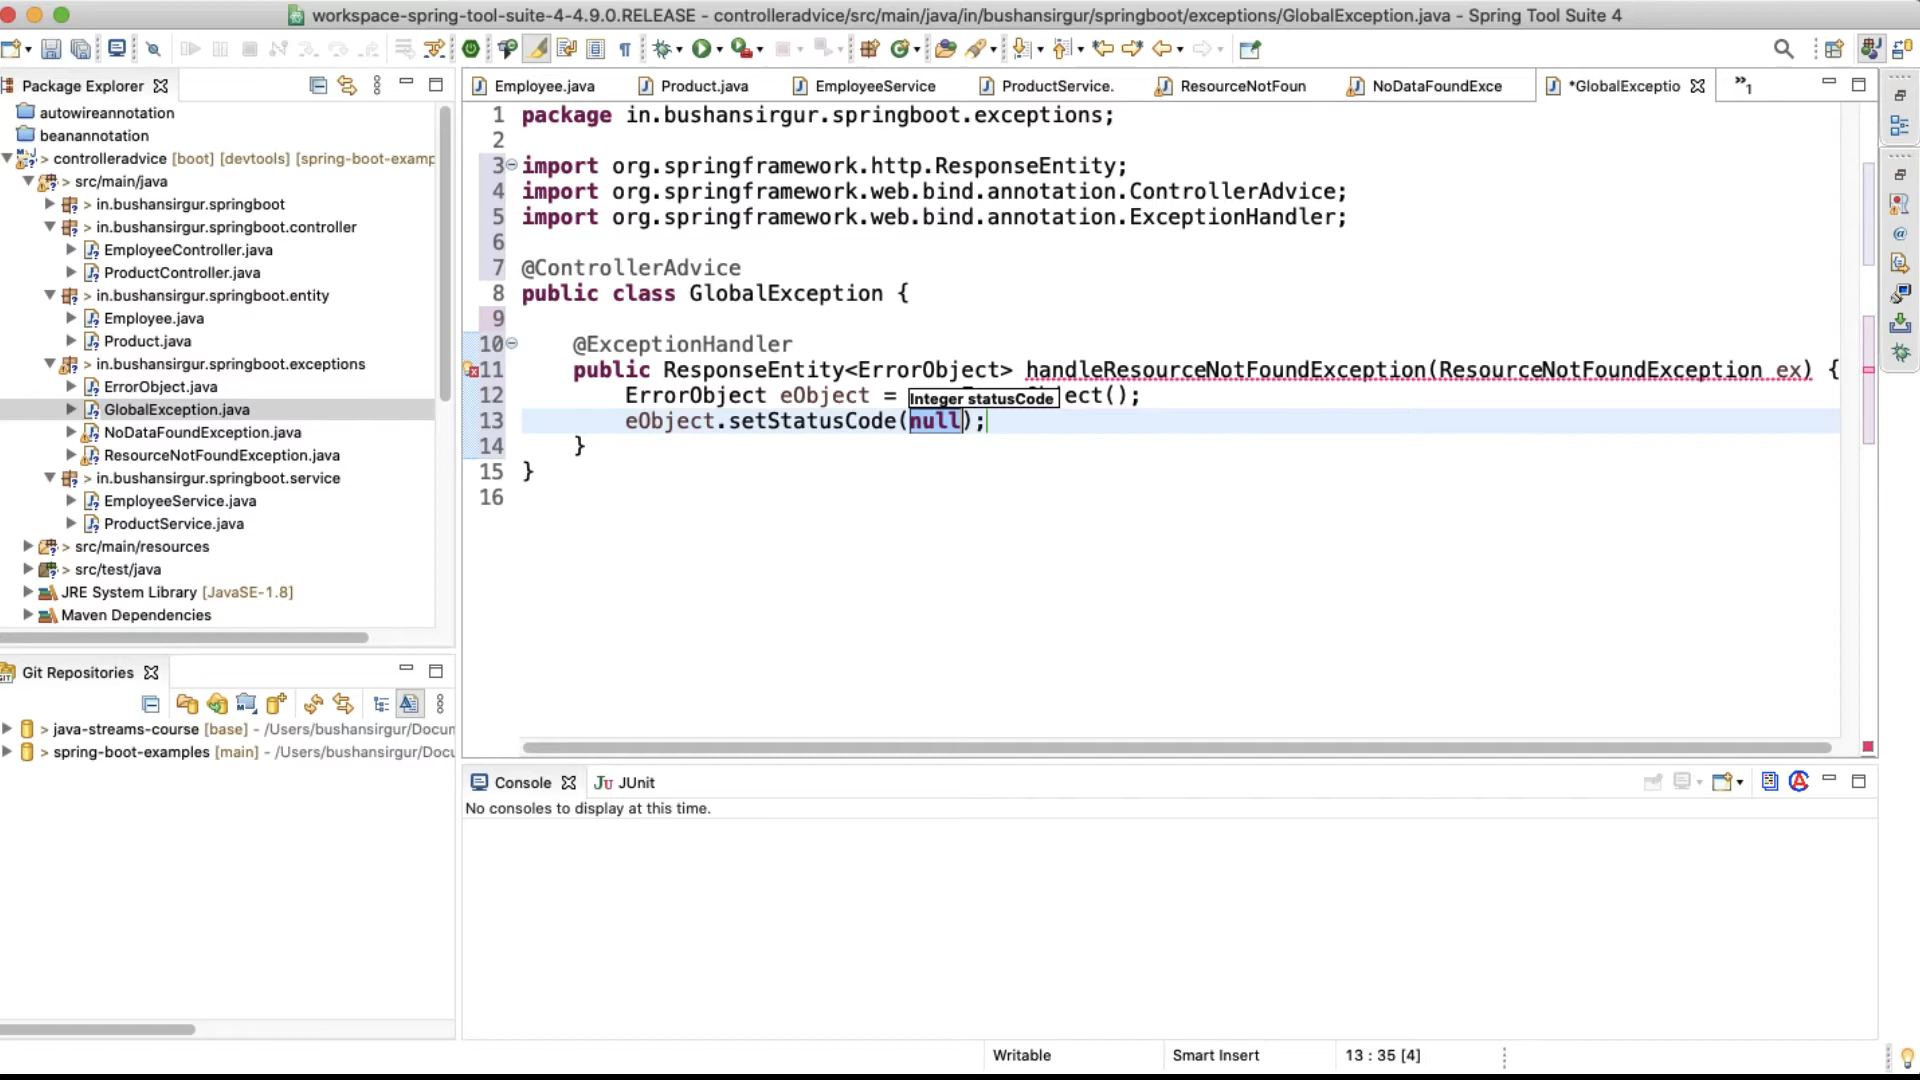 workspace-spring-tool-suite-4-4.9.0.RELEASE - controlleradvice/src/main/java/in/bushansirgur/springboot/exceptions/GlobalException.java - Spring Tool Suite 4
Package Explorer
autowireannotation
beanannotation
> controlleradvice [boot] [devtools] [spring-boot-examp
> src/main/java
> in.bushansirgur.springboot
> in.bushansirgur.springboot.controller
EmployeeController.java
ProductController.java
> in.bushansirgur.springboot.entity
Employee.java
Product.java
> in.bushansirgur.springboot.exceptions
ErrorObject.java
GlobalException.java
NoDataFoundException.java
ResourceNotFoundException.java
> in.bushansirgur.springboot.service
EmployeeService.java
ProductService.java
> src/main/resources
> src/test/java
JRE System Library [JavaSE-1.8]
Maven Dependencies
Git Repositories
> java-streams-course [base] - /Users/bushansirgur/Docum
> spring-boot-examples [main] - /Users/bushansirgur/Docu
Employee.java Product.java EmployeeService ProductService. ResourceNotFoun NoDataFoundExce *GlobalExceptio »1
1 package in.bushansirgur.springboot.exceptions;
2
3 import org.springframework.http.ResponseEntity;
4 import org.springframework.web.bind.annotation.ControllerAdvice;
5 import org.springframework.web.bind.annotation.ExceptionHandler;
6
7 @ControllerAdvice
8 public class GlobalException {
9
10 @ExceptionHandler
11 public ResponseEntity<ErrorObject> handleResourceNotFoundException(ResourceNotFoundException ex) {
12 ErrorObject eObject = Integer statusCode ect();
13 eObject.setStatusCode(null);
14 }
15 }
16
Console Ju JUnit
No consoles to display at this time.
Writable Smart Insert 13 : 35 [4]